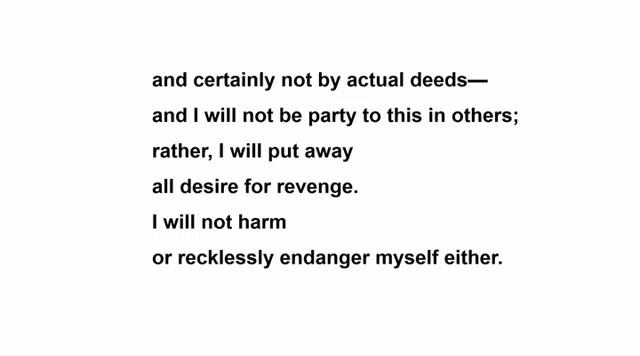 and certainly not by actual deeds—
and I will not be party to this in others;
rather, I will put away
all desire for revenge.
I will not harm
or recklessly endanger myself either.